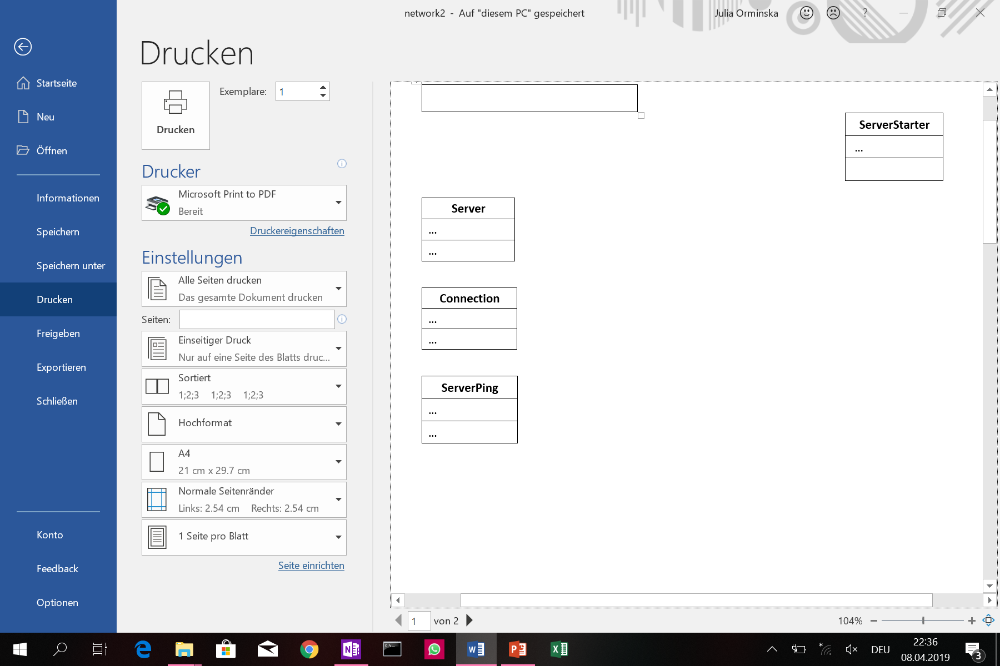 network2 - Auf "diesem PC" gespeichert
Julia Orminska
?
Startseite
Neu
Öffnen
Informationen
Speichern
Speichern unter
Drucken
Freigeben
Exportieren
Schließen
Konto
Feedback
Optionen
Drucken
Drucken
Exemplare: 1
Drucker
Microsoft Print to PDF
Bereit
Druckereigenschaften
Einstellungen
Alle Seiten drucken
Das gesamte Dokument drucken
Seiten:
Einseitiger Druck
Nur auf eine Seite des Blatts druc...
Sortiert
1;2;3 1;2;3 1;2;3
Hochformat
A4
21 cm x 29.7 cm
Normale Seitenränder
Links: 2.54 cm Rechts: 2.54 cm
1 Seite pro Blatt
Seite einrichten
ServerStarter
...
Server
...
...
Connection
...
...
ServerPing
...
...
1 von 2
104%
DEU
22:36
08.04.2019
3